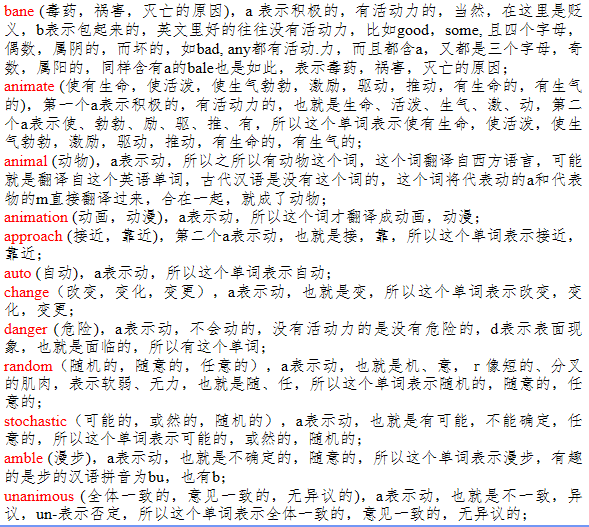 bane (毒药，祸害，灭亡的原因)，a 表示积极的，有活动力的，当然，在这里是贬
义，b表示包起来的，英文里好的往往没有活动力，比如good，some, 且四个字母，
偶数，属阴的，而坏的，如bad, any都有活动.力，而且都含a，又都是三个字母，奇
数，属阳的，同样含有a的bale也是如此，表示毒药，祸害，灭亡的原因；
animate (使有生命，使活泼，使生气勃勃，激励，驱动，推动，有生命的，有生气
的)，第一个a表示积极的，有活动力的，也就是生命、活泼、生气、激、动，第二
个a表示使、勃勃、励、驱、推、有，所以这个单词表示使有生命，使活泼，使生
气勃勃，激励，驱动，推动，有生命的，有生气的；
animal (动物)，a表示动，所以之所以有动物这个词，这个词翻译自西方语言，可能
就是翻译自这个英语单词，古代汉语是没有这个词的，这个词将代表动的a和代表
物的m直接翻译过来，合在一起，就成了动物；
animation (动画，动漫)，a表示动，所以这个词才翻译成动画，动漫；
approach (接近，靠近)，第二个a表示动，也就是接，靠，所以这个单词表示接近，
靠近；
auto (自动)，a表示动，所以这个单词表示自动；
change（改变，变化，变更），a表示动，也就是变，所以这个单词表示改变，变
化，变更；
danger (危险)，a表示动，不会动的，没有活动力的是没有危险的，d表示表面现
象，也就是面临的，所以有这个单词；
random（随机的，随意的，任意的），a表示动，也就是机、意， r 像短的、分叉
的肌肉，表示软弱、无力，也就是随、任，所以这个单词表示随机的，随意的，任
意的；
stochastic（可能的，或然的，随机的），a表示动，也就是有可能，不能确定，任
意的，所以这个单词表示可能的，或然的，随机的；
amble (漫步)，a表示动，也就是不确定的，随意的，所以这个单词表示漫步，有趣
的是步的汉语拼音为bu，也有b；
unanimous (全体一致的，意见一致的，无异议的)，a表示动，也就是不一致，异
议，un-表示否定，所以这个单词表示全体一致的，意见一致的，无异议的；